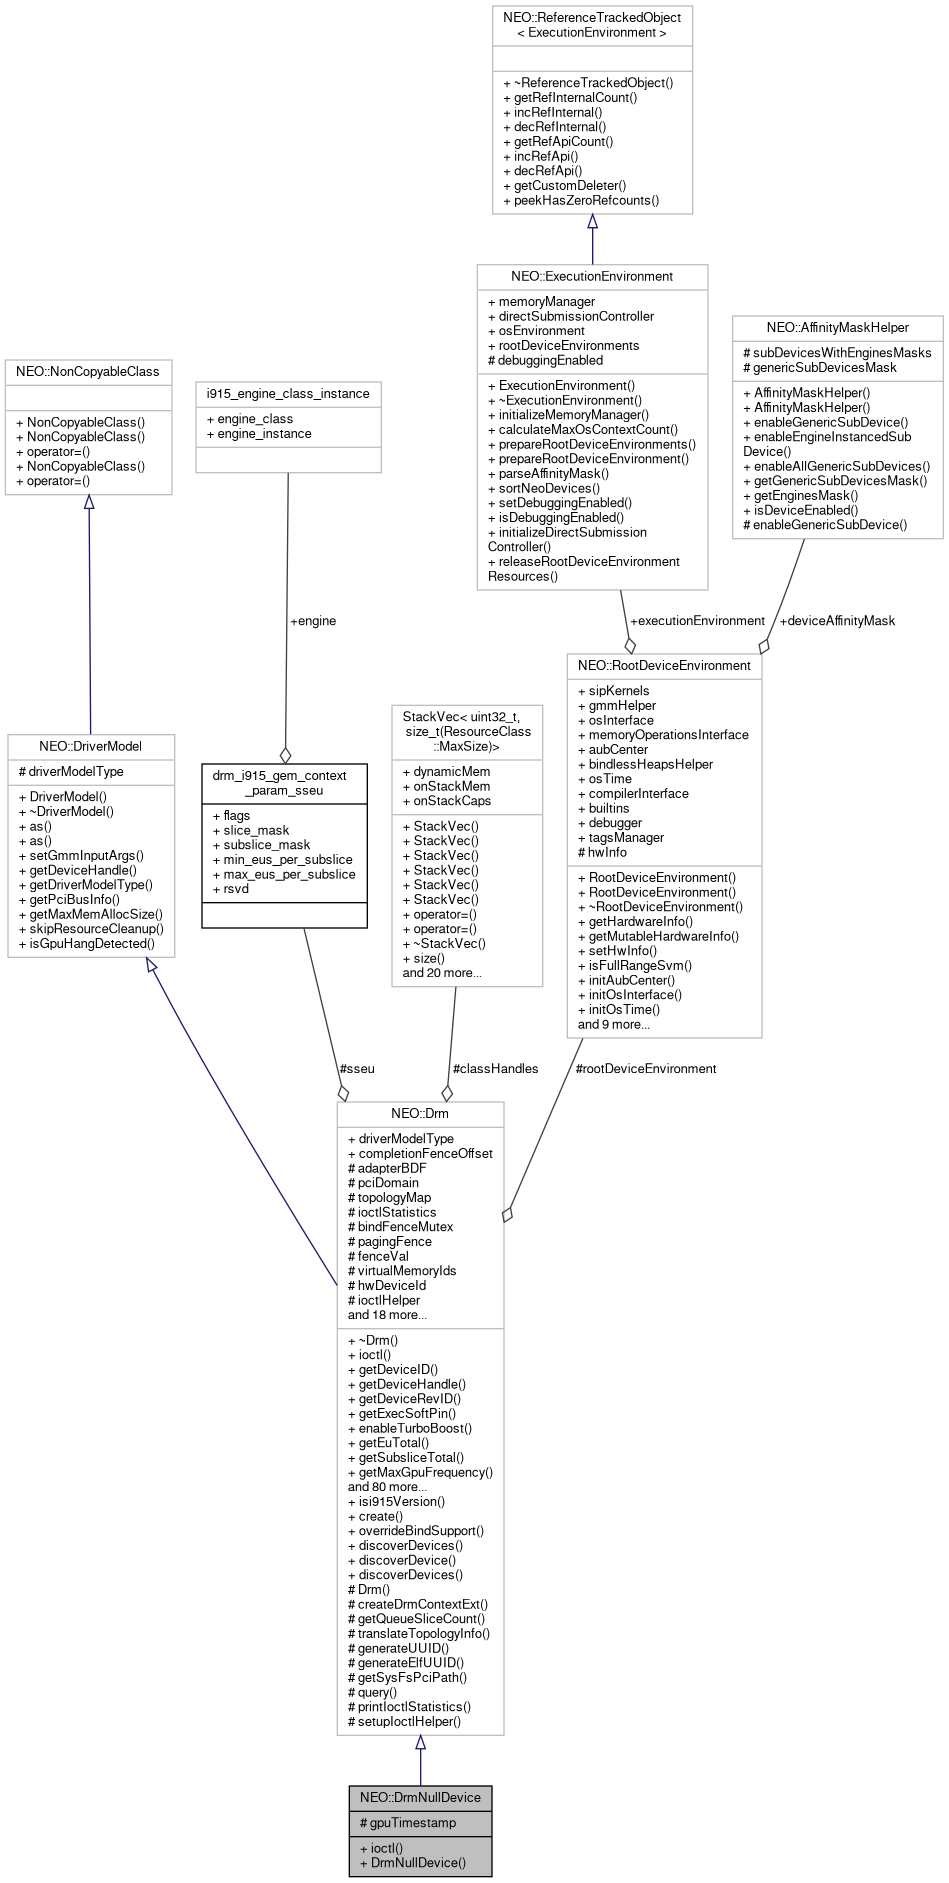 NEO::ReferenceTrackedObject
< ExecutionEnvironment >
+ ~ReferenceTrackedObject()
+ getRefInternalCount()
+ incRefInternal()
+ decRefInternal()
+ getRefApiCount()
+ incRefApi()
+ decRefApi()
+ getCustomDeleter()
+ peekHasZeroRefcounts()
NEO::ExecutionEnvironment
+ memoryManager
+ directSubmissionController
+ osEnvironment
+ rootDeviceEnvironments
# debuggingEnabled
+ ExecutionEnvironment()
+ ~ExecutionEnvironment()
+ initializeMemoryManager()
+ calculateMaxOsContextCount()
+ prepareRootDeviceEnvironments()
+ prepareRootDeviceEnvironment()
+ parseAffinityMask()
+ sortNeoDevices()
+ setDebuggingEnabled()
+ isDebuggingEnabled()
+ initializeDirectSubmission
Controller()
+ releaseRootDeviceEnvironment
Resources()
NEO::AffinityMaskHelper
# subDevicesWithEnginesMasks
# genericSubDevicesMask
+ AffinityMaskHelper()
+ AffinityMaskHelper()
+ enableGenericSubDevice()
+ enableEngineInstancedSub
Device()
+ enableAllGenericSubDevices()
+ getGenericSubDevicesMask()
+ getEnginesMask()
+ isDeviceEnabled()
# enableGenericSubDevice()
NEO::NonCopyableClass
+ NonCopyableClass()
+ NonCopyableClass()
+ operator=()
+ NonCopyableClass()
+ operator=()
i915_engine_class_instance
+ engine_class
+ engine_instance
+engine
+executionEnvironment
+deviceAffinityMask
NEO::RootDeviceEnvironment
+ sipKernels
+ gmmHelper
+ osInterface
+ memoryOperationsInterface
+ aubCenter
+ bindlessHeapsHelper
+ osTime
+ compilerInterface
+ builtins
+ debugger
+ tagsManager
# hwInfo
+ RootDeviceEnvironment()
+ RootDeviceEnvironment()
+ ~RootDeviceEnvironment()
+ getHardwareInfo()
+ getMutableHardwareInfo()
+ setHwInfo()
+ isFullRangeSvm()
+ initAubCenter()
+ initOsInterface()
+ initOsTime()
and 9 more...
StackVec< uint32_t,
size_t(ResourceClass
::MaxSize)>
+ dynamicMem
+ onStackMem
+ onStackCaps
+ StackVec()
+ StackVec()
+ StackVec()
+ StackVec()
+ StackVec()
+ StackVec()
+ operator=()
+ operator=()
+ ~StackVec()
+ size()
and 20 more...
NEO::DriverModel
# driverModelType
+ DriverModel()
+ ~DriverModel()
+ as()
+ as()
+ setGmmInputArgs()
+ getDeviceHandle()
+ getDriverModelType()
+ getPciBusInfo()
+ getMaxMemAllocSize()
+ skipResourceCleanup()
+ isGpuHangDetected()
drm_i915_gem_context
_param_sseu
+ flags
+ slice_mask
+ subslice_mask
+ min_eus_per_subslice
+ max_eus_per_subslice
+ rsvd
#sseu
#classHandles
#rootDeviceEnvironment
NEO::Drm
+ driverModelType
+ completionFenceOffset
# adapterBDF
# pciDomain
# topologyMap
# ioctlStatistics
# bindFenceMutex
# pagingFence
# fenceVal
# virtualMemoryIds
# hwDeviceId
# ioctlHelper
and 18 more...
+ ~Drm()
+ ioctl()
+ getDeviceID()
+ getDeviceHandle()
+ getDeviceRevID()
+ getExecSoftPin()
+ enableTurboBoost()
+ getEuTotal()
+ getSubsliceTotal()
+ getMaxGpuFrequency()
and 80 more...
+ isi915Version()
+ create()
+ overrideBindSupport()
+ discoverDevices()
+ discoverDevice()
+ discoverDevices()
# Drm()
# createDrmContextExt()
# getQueueSliceCount()
# translateTopologyInfo()
# generateUUID()
# generateElfUUID()
# getSysFsPciPath()
# query()
# printIoctlStatistics()
# setupIoctlHelper()
NEO::DrmNullDevice
# gpuTimestamp
+ ioctl()
+ DrmNullDevice()